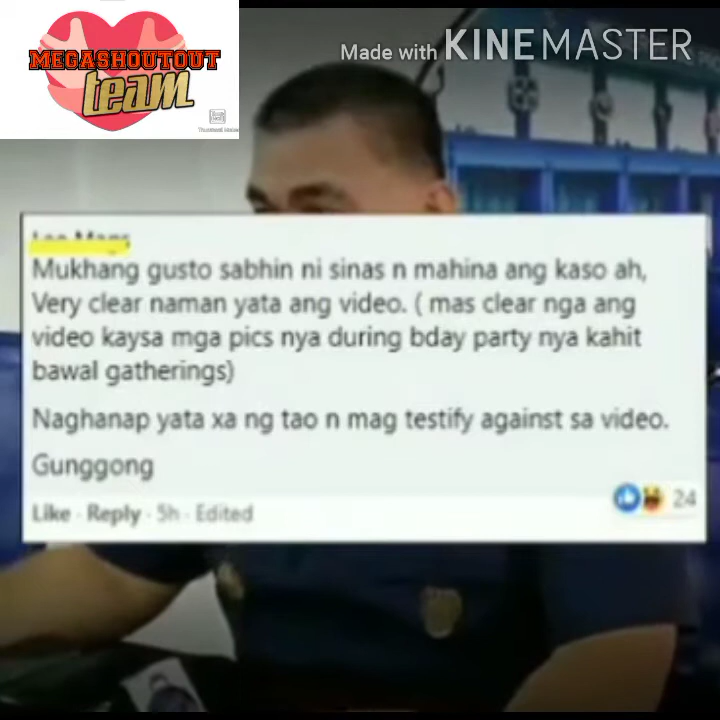 MEGASHOUTOUT
team
Made with KINEMASTER
Mukhang gusto sabhin ni sinas n mahina ang kaso ah,
Very clear naman yata ang video. ( mas clear nga ang
video kaysa mga pics nya during bday party nya kahit
bawal gatherings)
Naghanap yata xa ng tao n mag testify against sa video.
Gunggong
Like · Reply · 5h · Edited
24